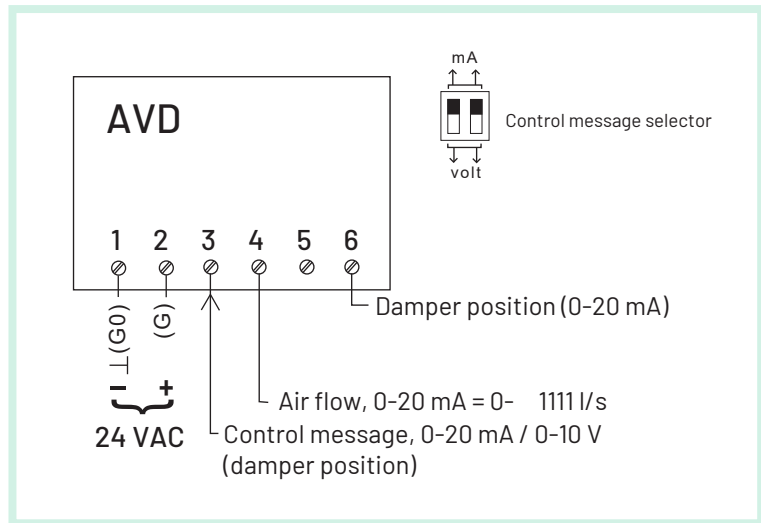 mA
Control message selector
volt
AVD
1 2 3 4 5 6
⊥(G0)
(G)
− +
24 VAC
Damper position (0-20 mA)
Air flow, 0-20 mA = 0- 1111 l/s
Control message, 0-20 mA / 0-10 V
(damper position)